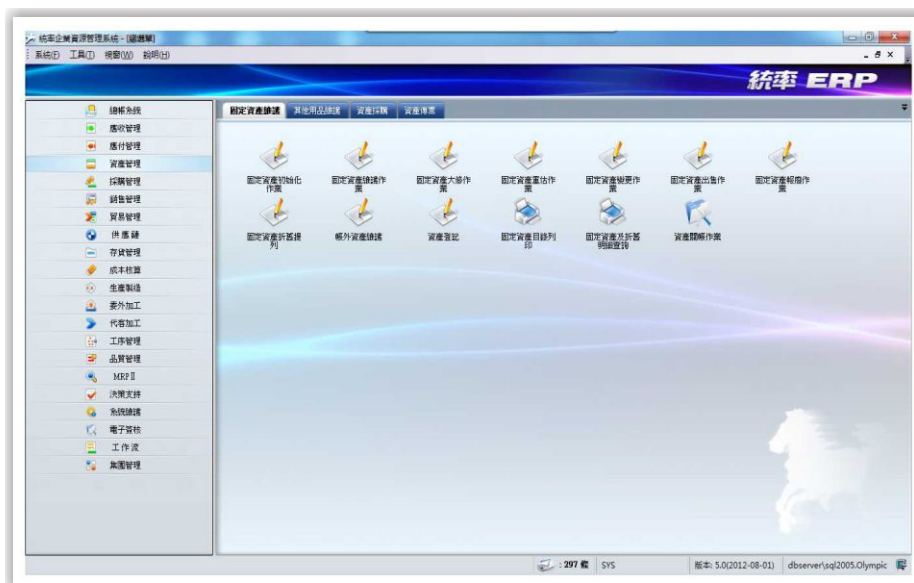 統率企業資源管理系統 - [總選單]
系統(F) 工具(T) 視窗(W) 說明(H)
統率 ERP
總帳系統
應收管理
應付管理
資產管理
採購管理
銷售管理
貿易管理
供應鏈
存貨管理
成本核算
生產製造
委外加工
代客加工
工序管理
品質管理
MRPⅡ
決策支持
系統維護
電子簽核
工作流
集團管理
固定資產維護 其他用品維護 資產採購 資產傳票
固定資產初始化作業
固定資產維護作業
固定資產大修作業
固定資產重估作業
固定資產變更作業
固定資產出售作業
固定資產報廢作業
固定資產折舊提列
帳外資產維護
資產登記
固定資產目錄列印
固定資產及折舊明細查詢
資產關帳作業
: 297 檔 SYS 版本: 5.0(2012-08-01) dbserver\sql2005.Olympic